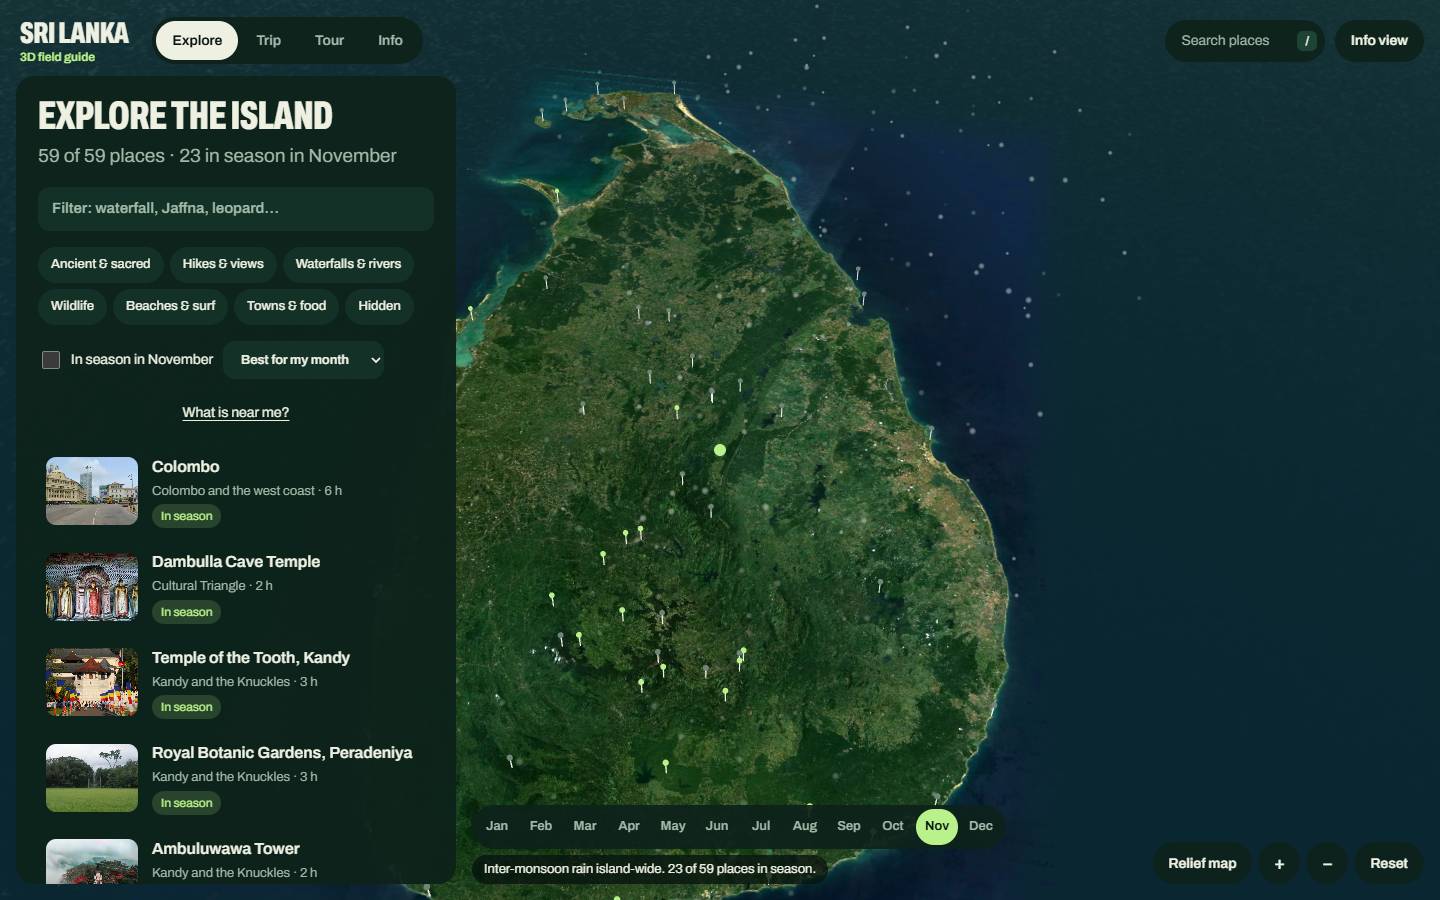 SRI LANKA
3D field guide
Explore
Trip
Tour
Info
Search places
/
Info view
EXPLORE THE ISLAND
59 of 59 places · 23 in season in November
Filter: waterfall, Jaffna, leopard...
Ancient & sacred
Hikes & views
Waterfalls & rivers
Wildlife
Beaches & surf
Towns & food
Hidden
In season in November
Best for my month
What is near me?
Colombo
Colombo and the west coast · 6 h
In season
Dambulla Cave Temple
Cultural Triangle · 2 h
In season
Temple of the Tooth, Kandy
Kandy and the Knuckles · 3 h
In season
Royal Botanic Gardens, Peradeniya
Kandy and the Knuckles · 3 h
In season
Ambuluwawa Tower
Kandy and the Knuckles · 2 h
Jan
Feb
Mar
Apr
May
Jun
Jul
Aug
Sep
Oct
Nov
Dec
Inter-monsoon rain island-wide. 23 of 59 places in season.
Relief map
+
−
Reset